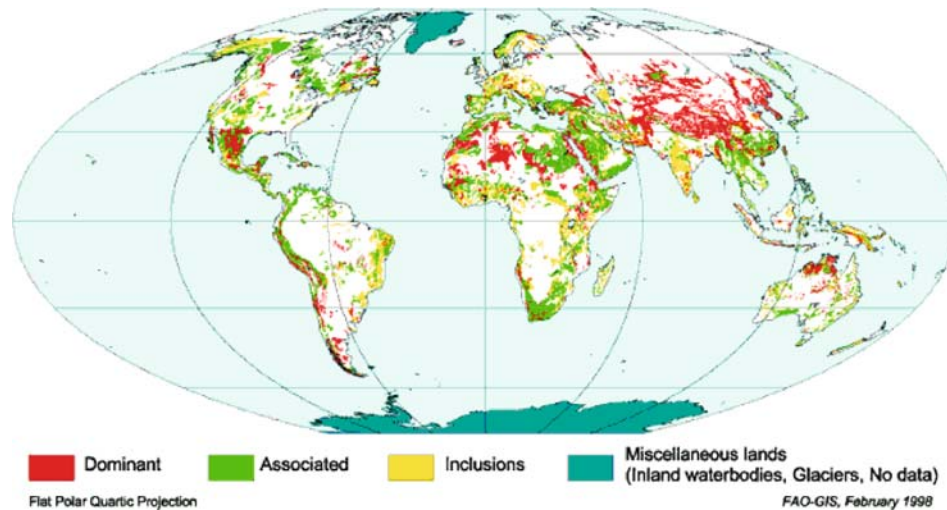 Dominant
Associated
Inclusions
Miscellaneous lands
(Inland waterbodies, Glaciers, No data)
Flat Polar Quartic Projection
FAO-GIS, February 1998